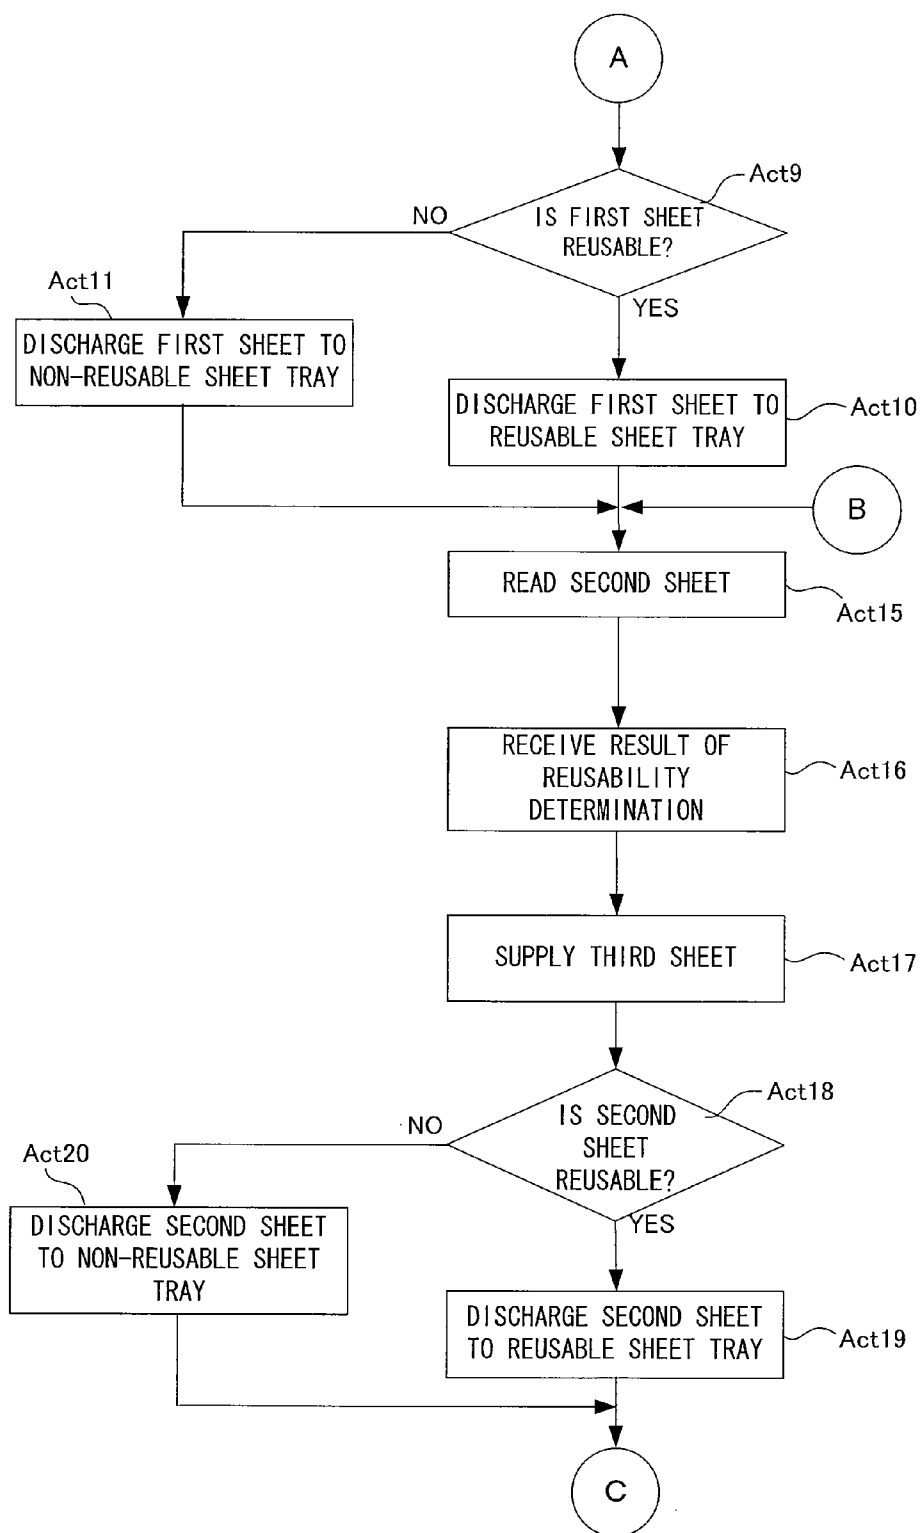 A
Act9
NO
IS FIRST SHEET
REUSABLE?
Act11
YES
DISCHARGE FIRST SHEET TO
NON-REUSABLE SHEET TRAY
DISCHARGE FIRST SHEET TO
REUSABLE SHEET TRAY
Act10
B
READ SECOND SHEET
Act15
RECEIVE RESULT OF
REUSABILITY
DETERMINATION
Act16
SUPPLY THIRD SHEET
Act17
Act18
NO
IS SECOND
SHEET
REUSABLE?
Act20
YES
DISCHARGE SECOND SHEET
TO NON-REUSABLE SHEET
TRAY
DISCHARGE SECOND SHEET
TO REUSABLE SHEET TRAY
Act19
C